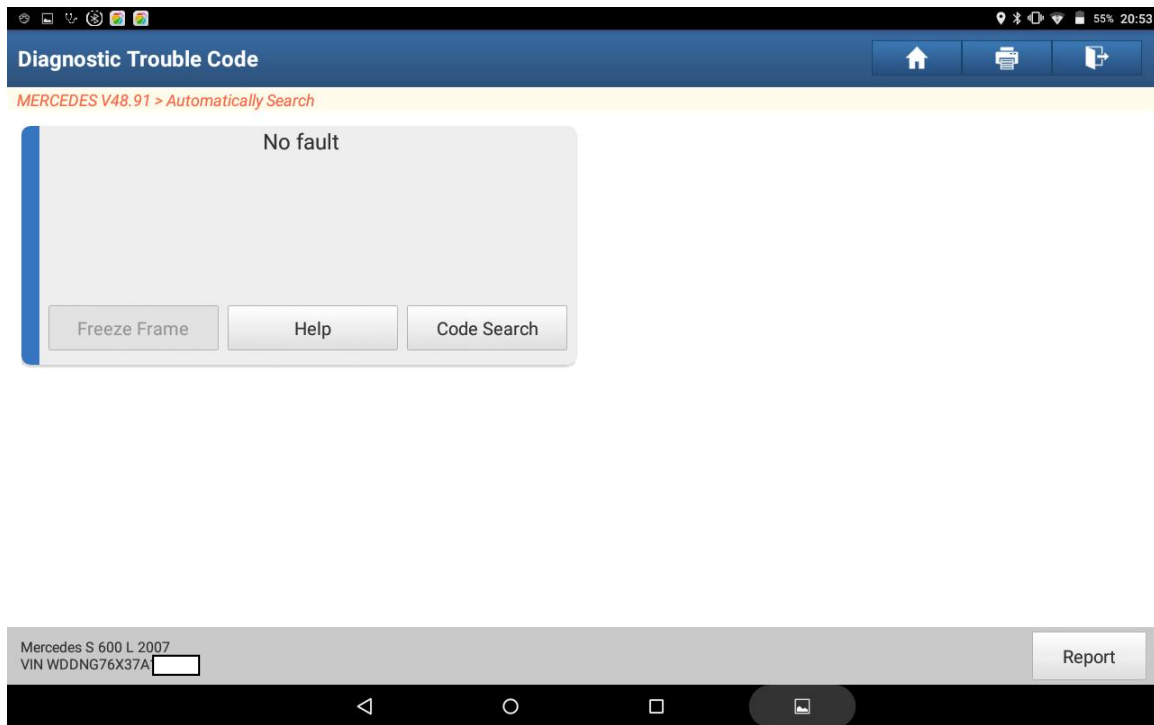 55% 20:53
Diagnostic Trouble Code
MERCEDES V48.91 > Automatically Search
No fault
Freeze Frame
Help
Code Search
Mercedes S 600 L 2007
VIN WDDNG76X37A
Report